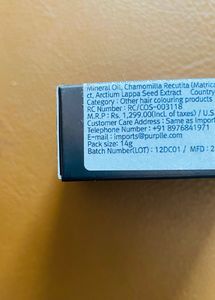 Mineral Oil, Chamomilla Recutita (Matrica
ct, Arctium Lappa Seed Extract Country
Category : Other hair colouring products
RC Number : RC/COS-003118
M.R.P : Rs. 1,299.00(Incl. of taxes) / U.S
Customer Care Address : Same as impor
Telephone Number : +91 8976841971
E-mail : imports@purplle.com
Pack size : 14g
Batch Number(LOT) : 12DC01 / MFD : 2